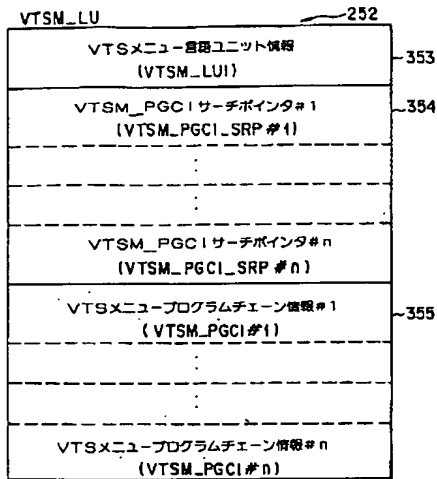 VTSM_LU
252
VTSメニュー言語ユニット情報
(VTSM_LUI)
353
VTSM_PGCIサーチポインタ#1
354
(VTSM_PGCI_SRP #1)
VTSM_PGCIサーチポインタ#n
(VTSM_PGCI_SRP #n)
VTSメニュープログラムチェーン情報#1
355
(VTSM_PGCI#1)
VTSメニュープログラムチェーン情報#n
(VTSM_PGCI#n)